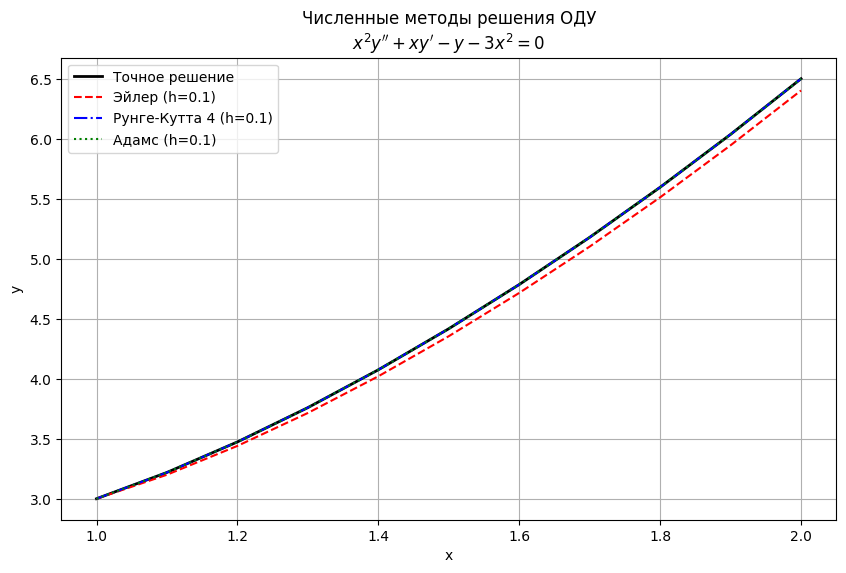 Численные методы решения ОДУ
x²y′′ + xy′ − y − 3x² = 0
Точное решение
Эйлер (h=0.1)
Рунге-Кутта 4 (h=0.1)
Адамс (h=0.1)
6.5
6.0
5.5
5.0
4.5
4.0
3.5
3.0
y
1.0 1.2 1.4 1.6 1.8 2.0
x